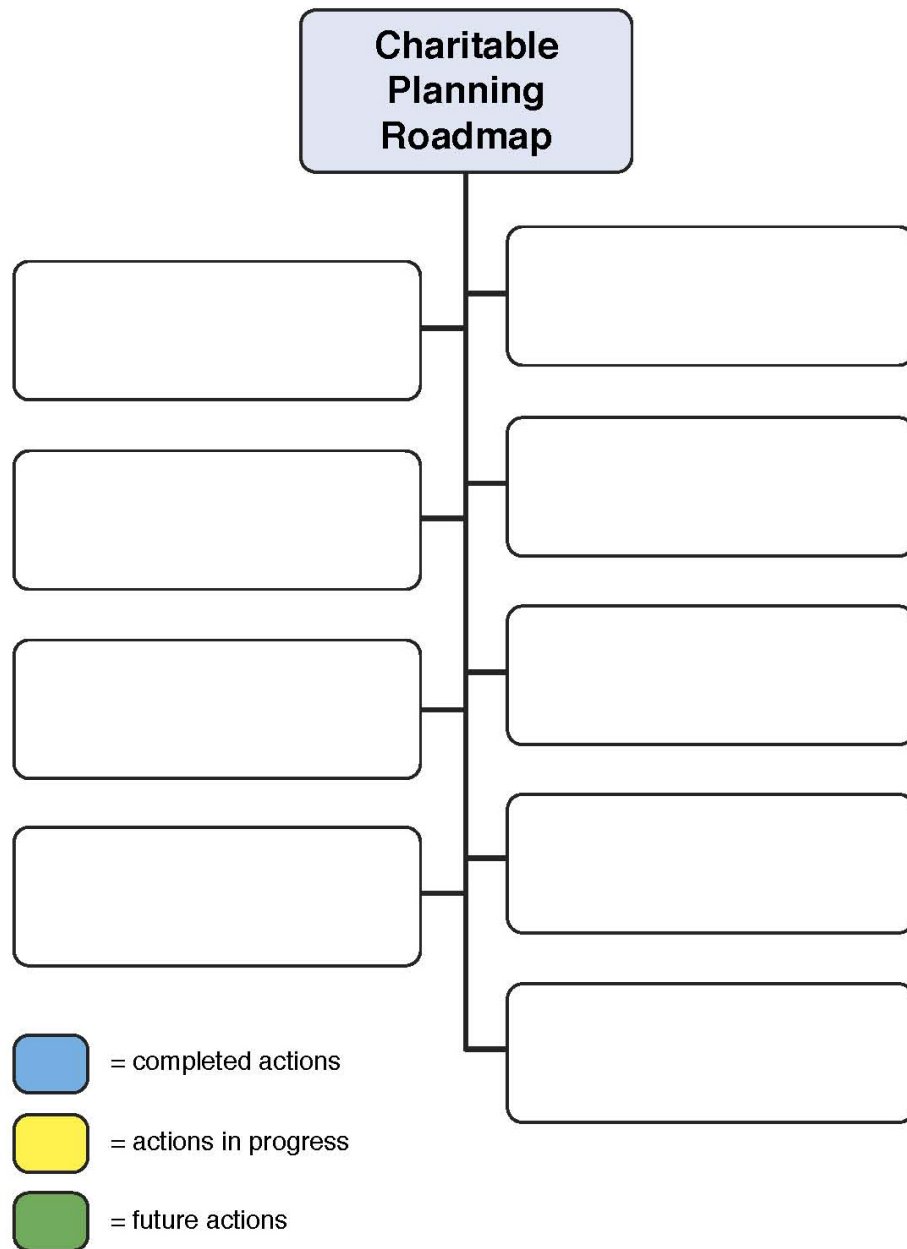 Charitable
Planning
Roadmap
= completed actions
= actions in progress
= future actions